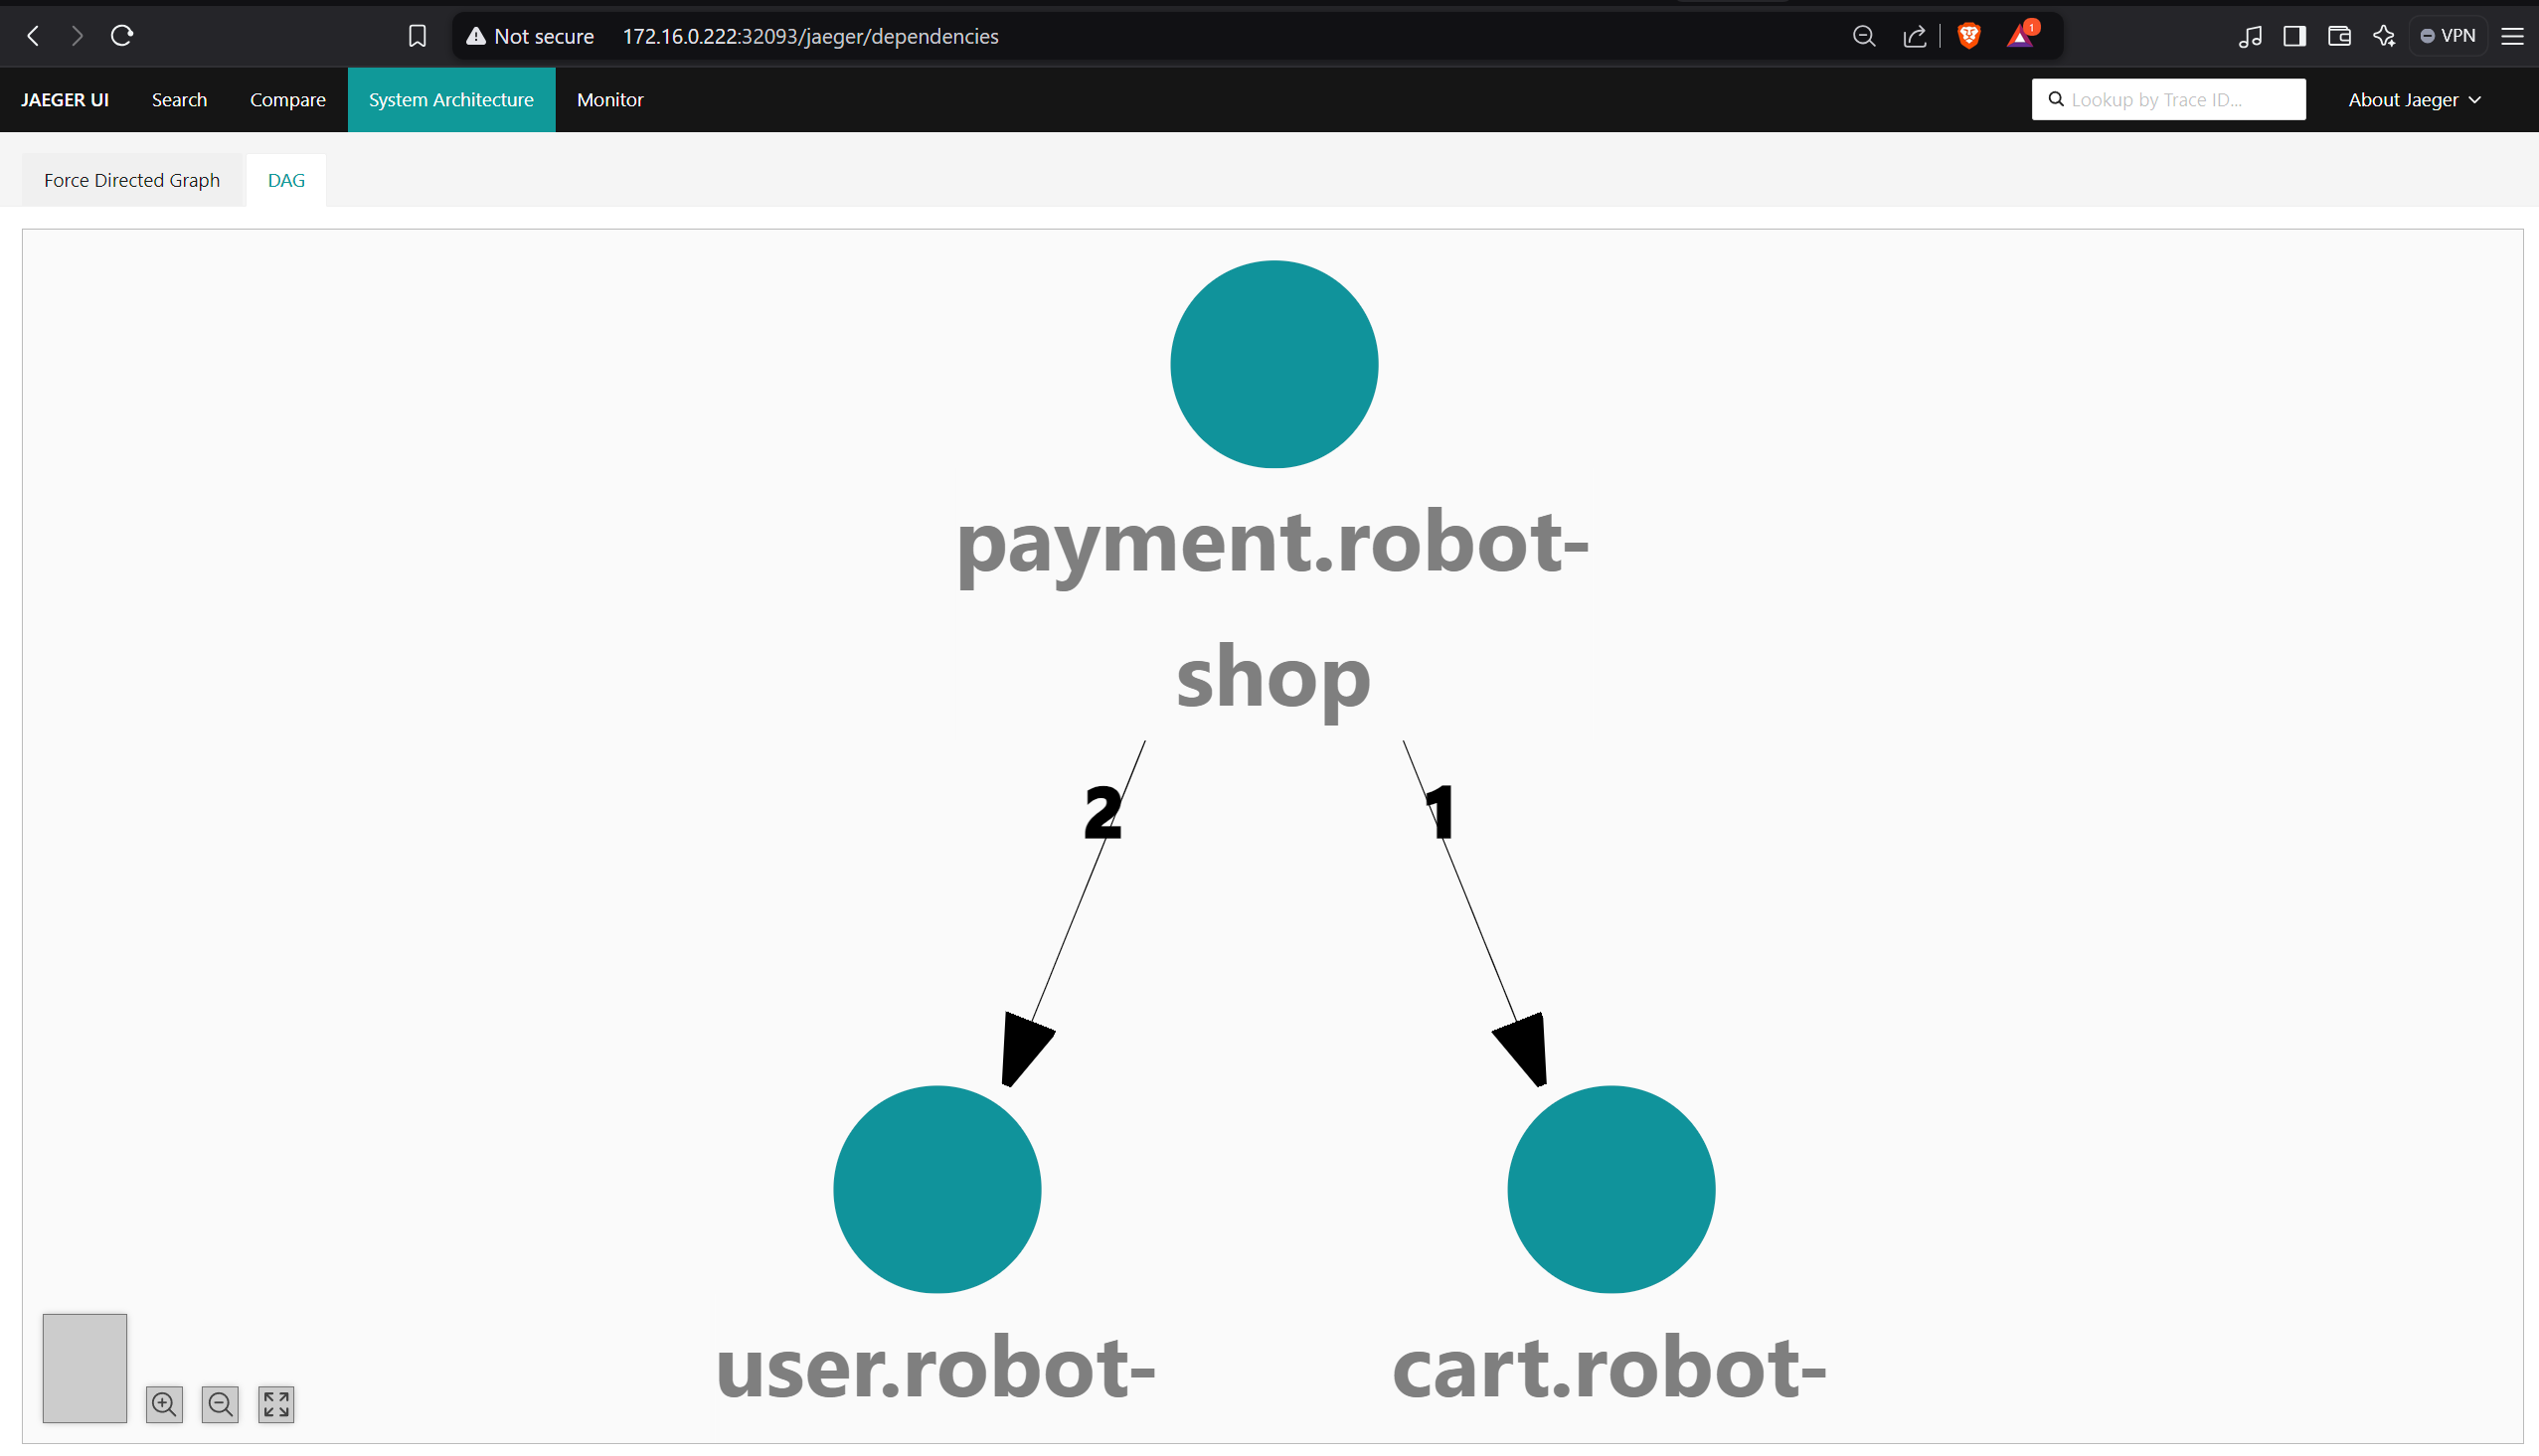 Not secure 172.16.0.222:32093/jaeger/dependencies 1 VPN
JAEGER UI Search Compare System Architecture Monitor Lookup by Trace ID... About Jaeger
Force Directed Graph DAG
payment.robot-
shop
2 1
user.robot- cart.robot-